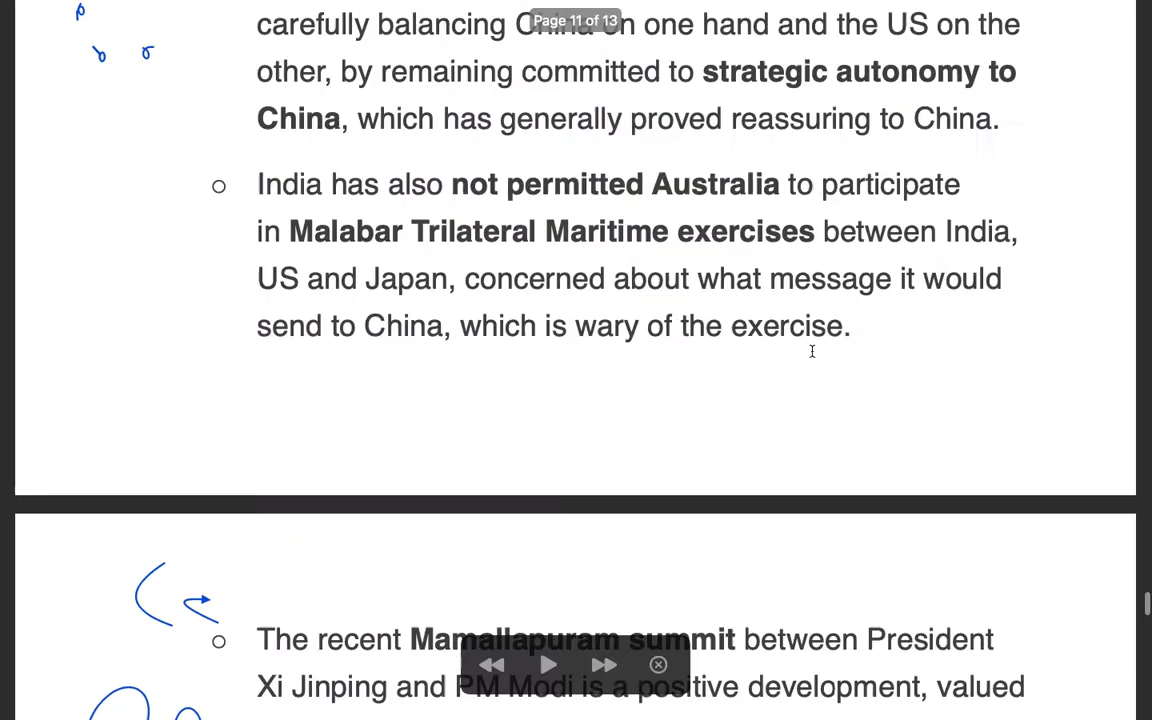 carefully balancing China on one hand and the US on the
Page 11 of 13
other, by remaining committed to strategic autonomy to
China, which has generally proved reassuring to China.
○ India has also not permitted Australia to participate
in Malabar Trilateral Maritime exercises between India,
US and Japan, concerned about what message it would
send to China, which is wary of the exercise.
○ The recent Mamallapuram summit between President
Xi Jinping and PM Modi is a positive development, valued